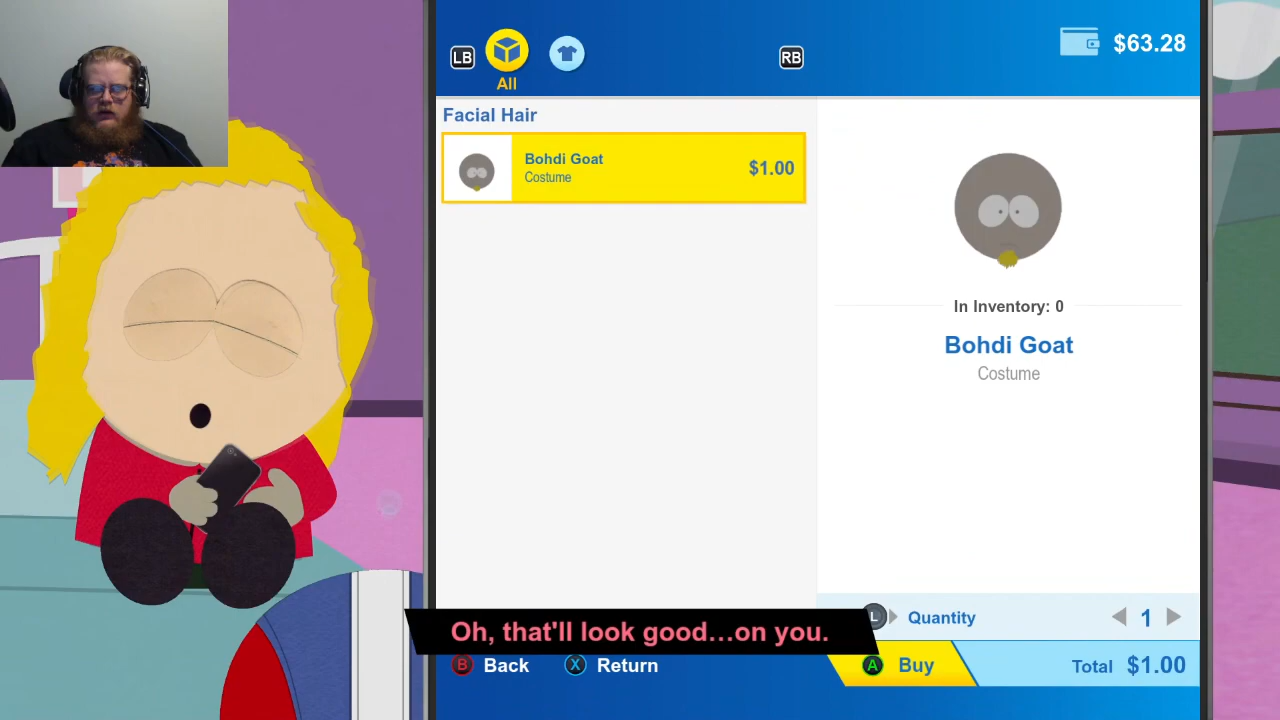 LB
All
RB
$63.28
Facial Hair
Bohdi Goat
Costume
$1.00
In Inventory: 0
Bohdi Goat
Costume
L
Quantity
1
Oh, that'll look good...on you.
B Back
X Return
A Buy
Total $1.00